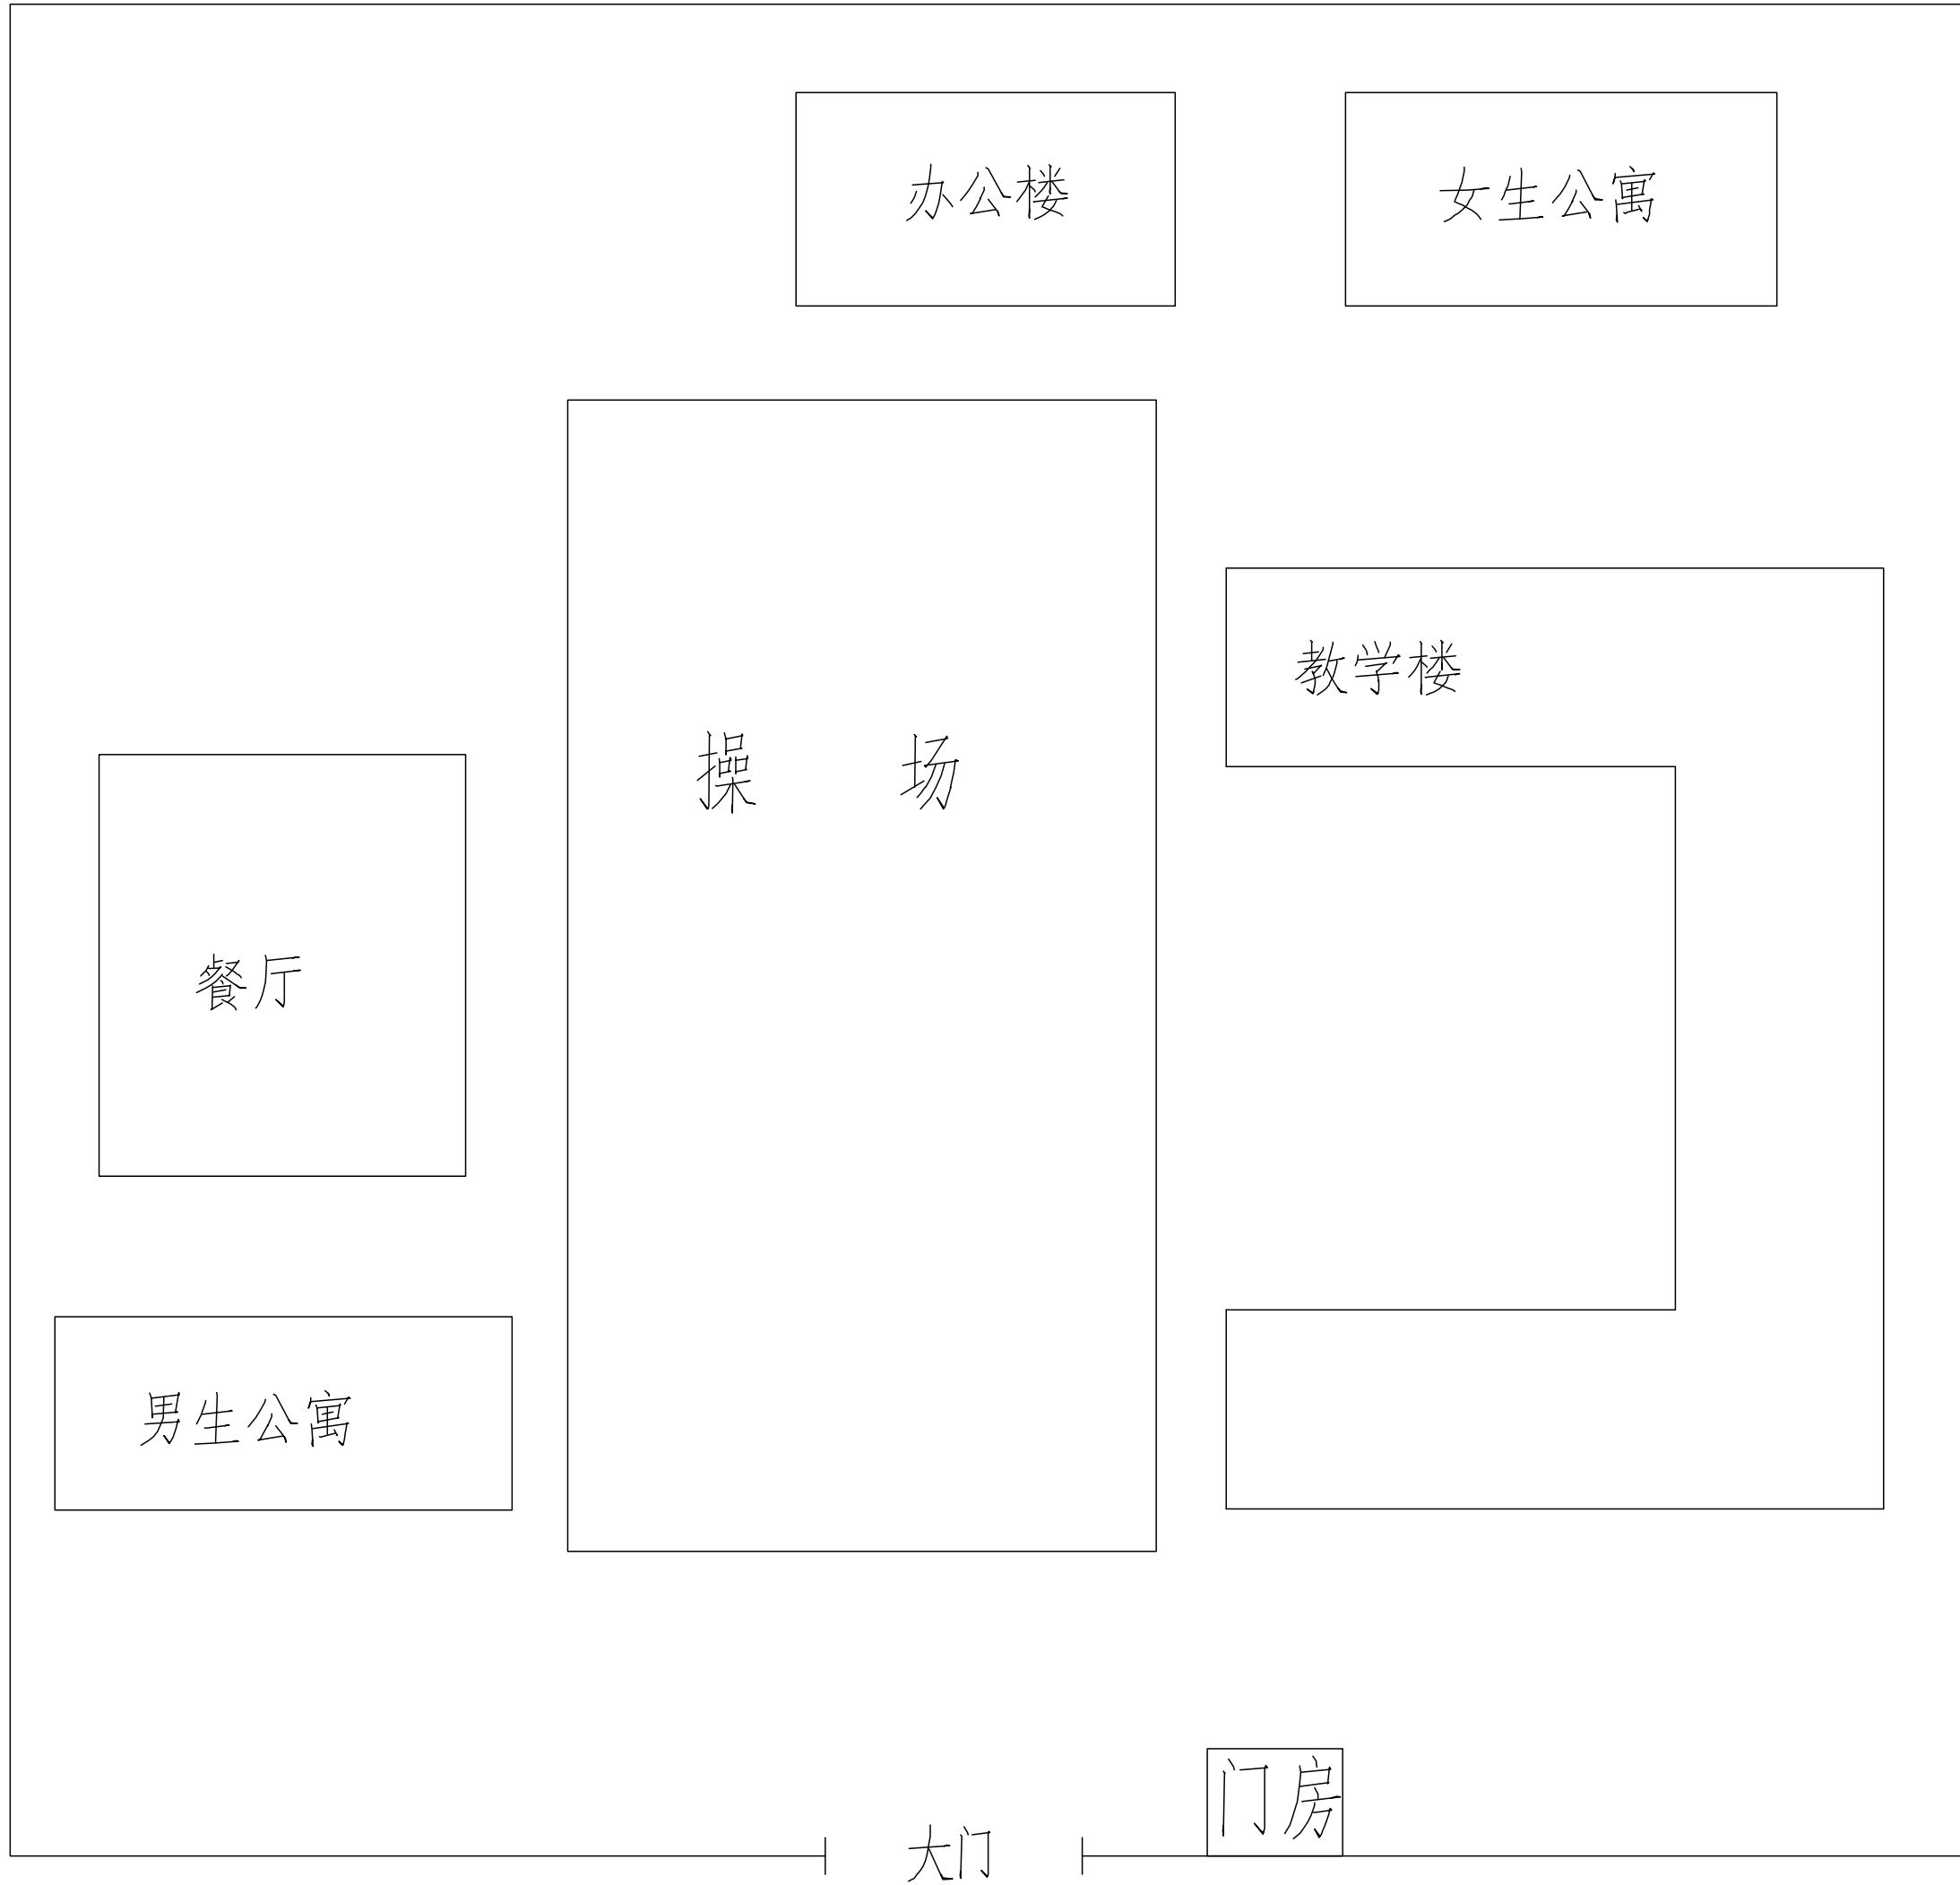 办公楼
女生公寓
教学楼
操 场
餐厅
男生公寓
门房
大门